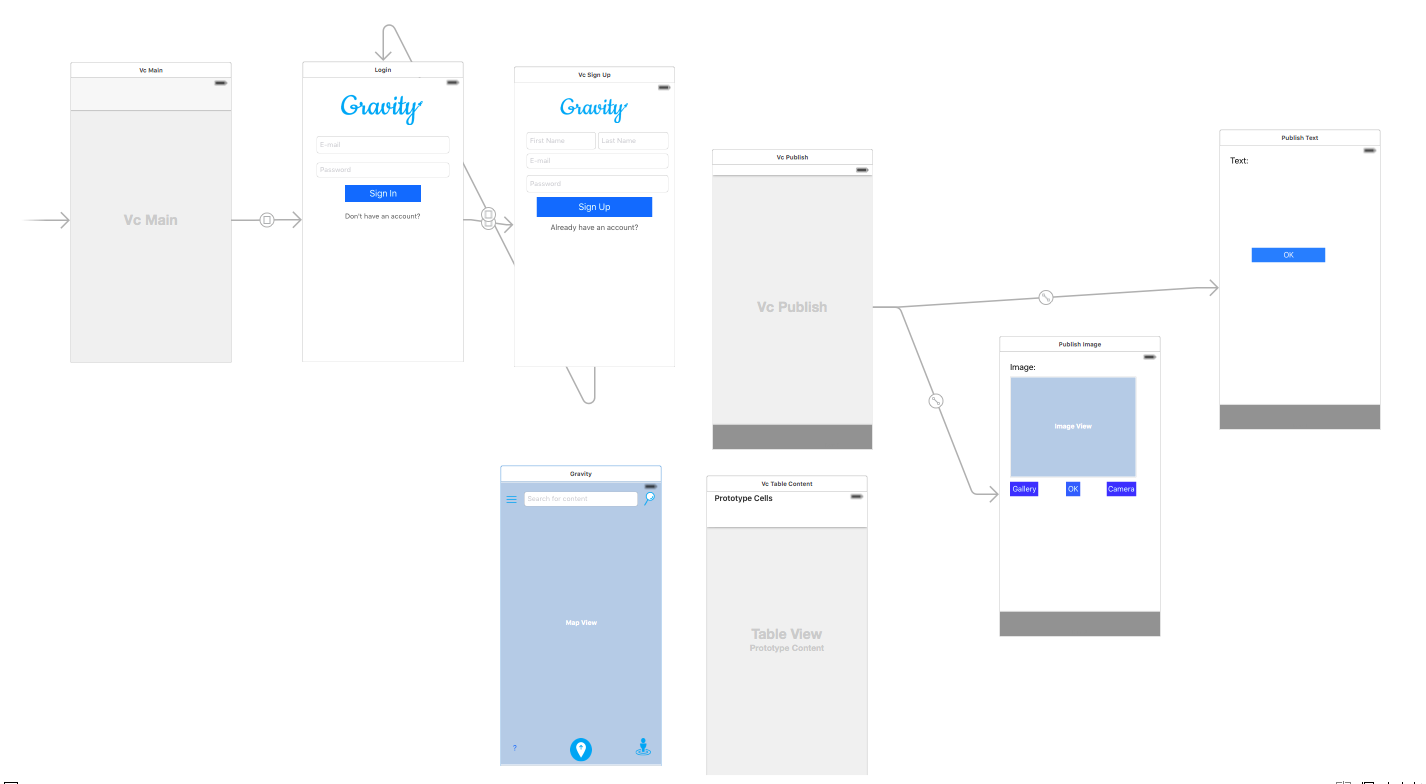 Vc Main
Vc Main
Login
Gravity
E-mail
Password
Sign In
Don't have an account?
Vc Sign Up
Gravity
First Name
Last Name
E-mail
Password
Sign Up
Already have an account?
Vc Publish
Vc Publish
Publish Text
Text:
OK
Publish Image
Image:
Image View
Gallery
OK
Camera
Gravity
Search for content
Map View
?
Vc Table Content
Prototype Cells
Table View
Prototype Content